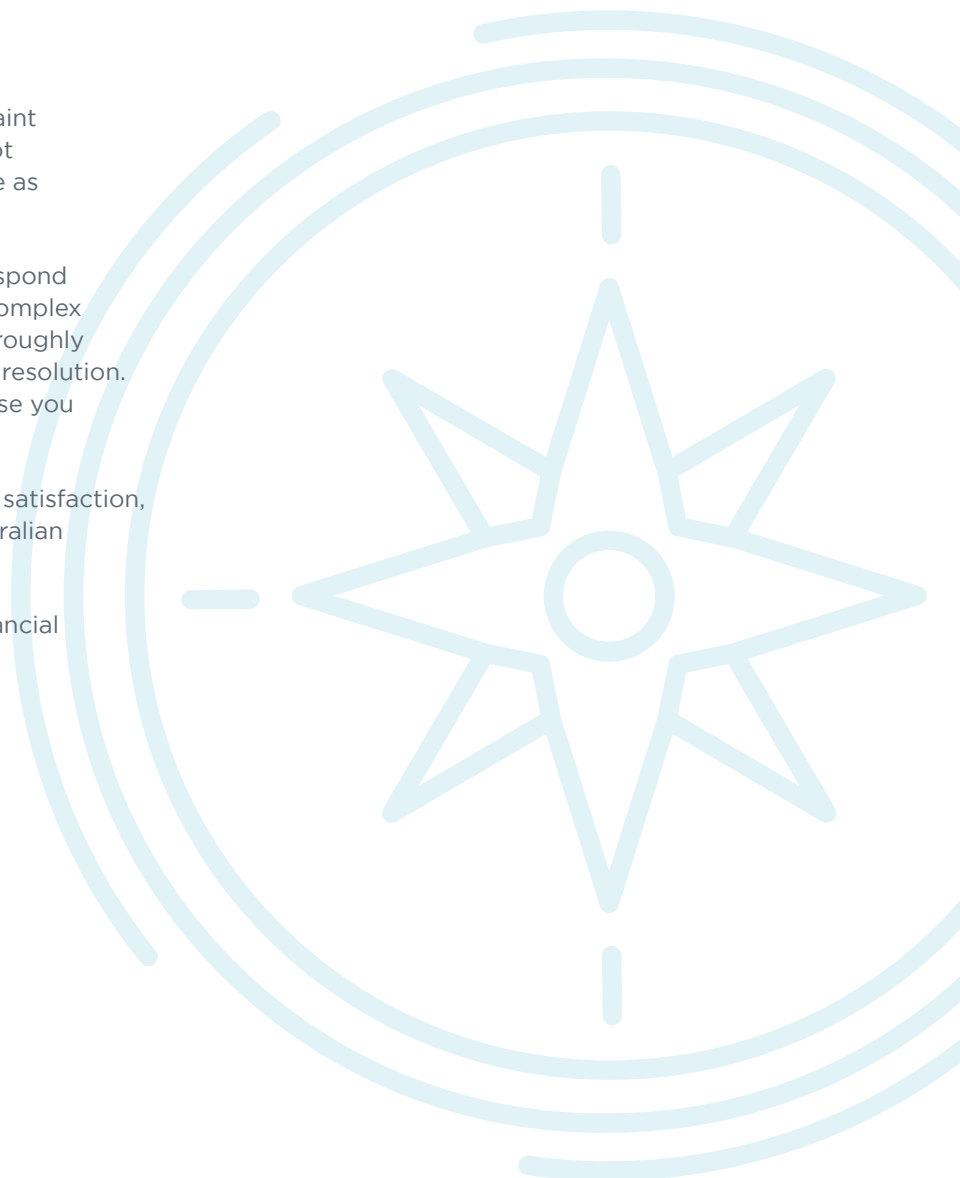 aint
ot
e as
spond
omplex
roughly
resolution.
se you
satisfaction,
ralian
ancial